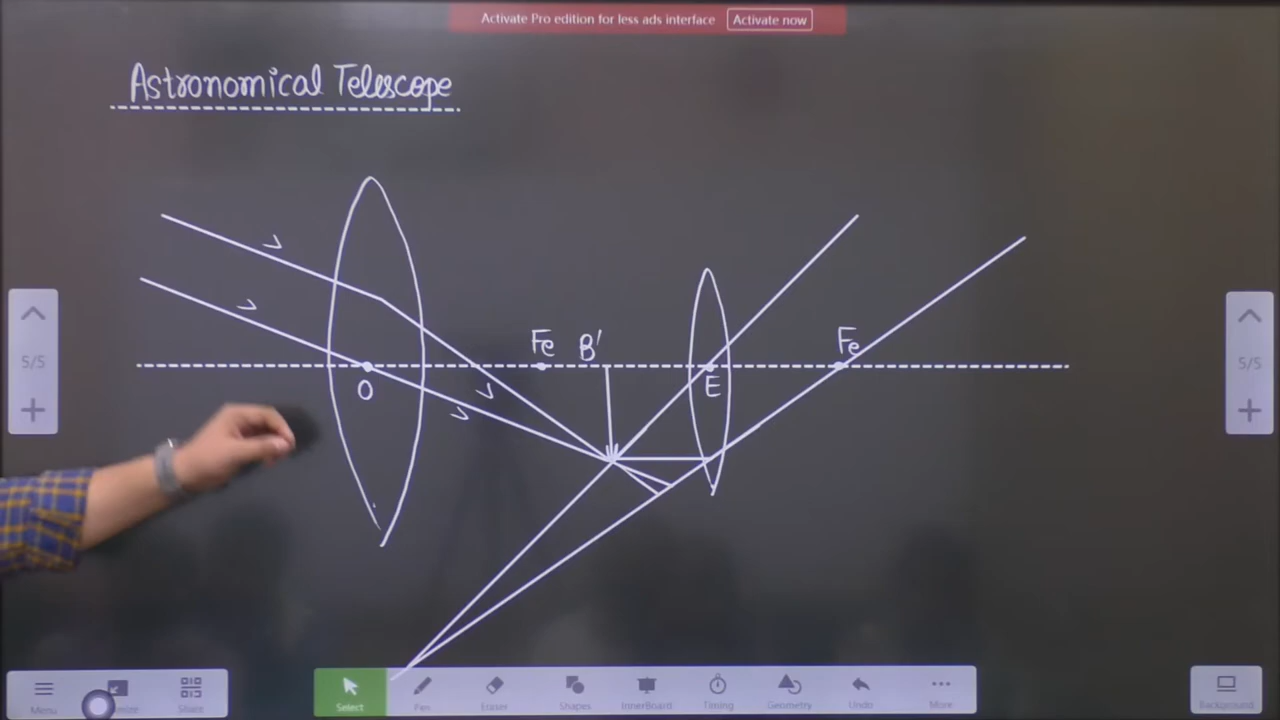 Activate Pro edition for less ads interface Activate now
Astronomical Telescope
Fe B' Fe
5/5 5/5
O E
Menu Share Select Pen Eraser Shapes InnerBoard Timing Geometry Undo More Background